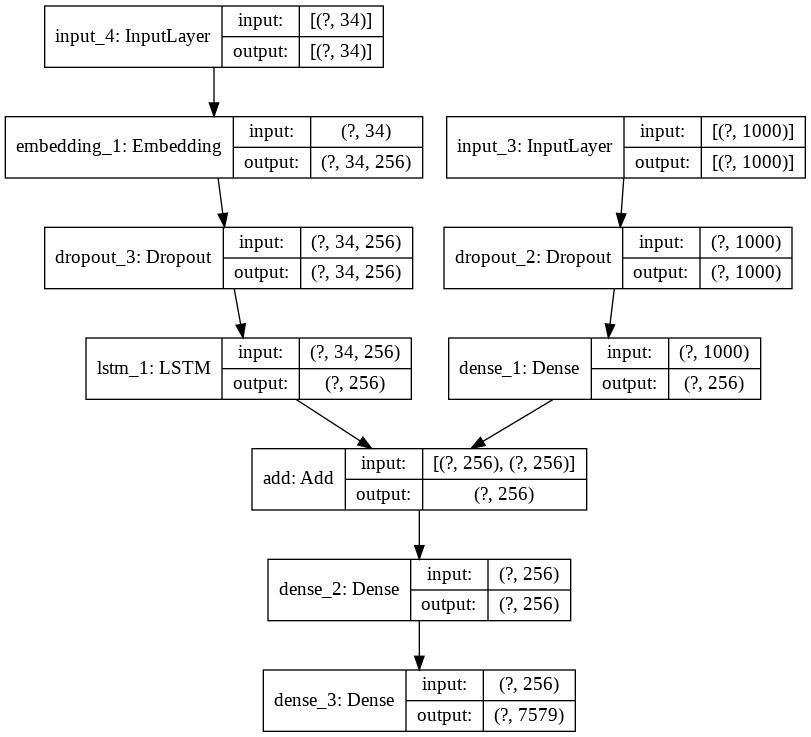 input_4: InputLayer input: [(?, 34)]
output: [(?, 34)]
embedding_1: Embedding input: (?, 34)
output: (?, 34, 256)
input_3: InputLayer input: [(?, 1000)]
output: [(?, 1000)]
dropout_3: Dropout input: (?, 34, 256)
output: (?, 34, 256)
dropout_2: Dropout input: (?, 1000)
output: (?, 1000)
lstm_1: LSTM input: (?, 34, 256)
output: (?, 256)
dense_1: Dense input: (?, 1000)
output: (?, 256)
add: Add input: [(?, 256), (?, 256)]
output: (?, 256)
dense_2: Dense input: (?, 256)
output: (?, 256)
dense_3: Dense input: (?, 256)
output: (?, 7579)